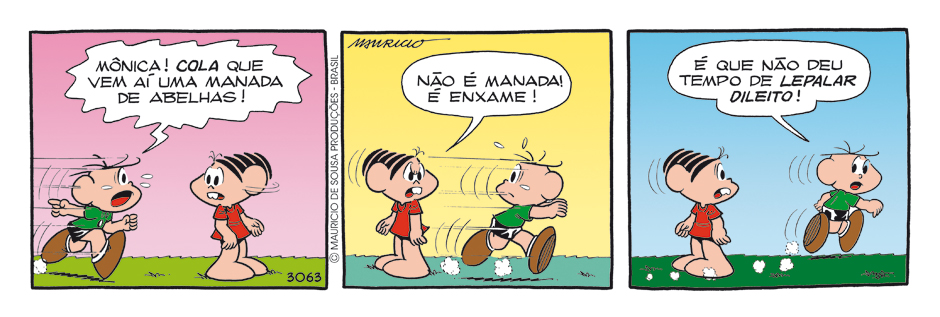 MÔNICA! COLA QUE
VEM AÍ UMA MANADA
DE ABELHAS!
3063
© MAURICIO DE SOUSA PRODUÇÕES - BRASIL
MAURICIO
NÃO É MANADA!
É ENXAME!
É QUE NÃO DEU
TEMPO DE LEPALAR
DILEITO!